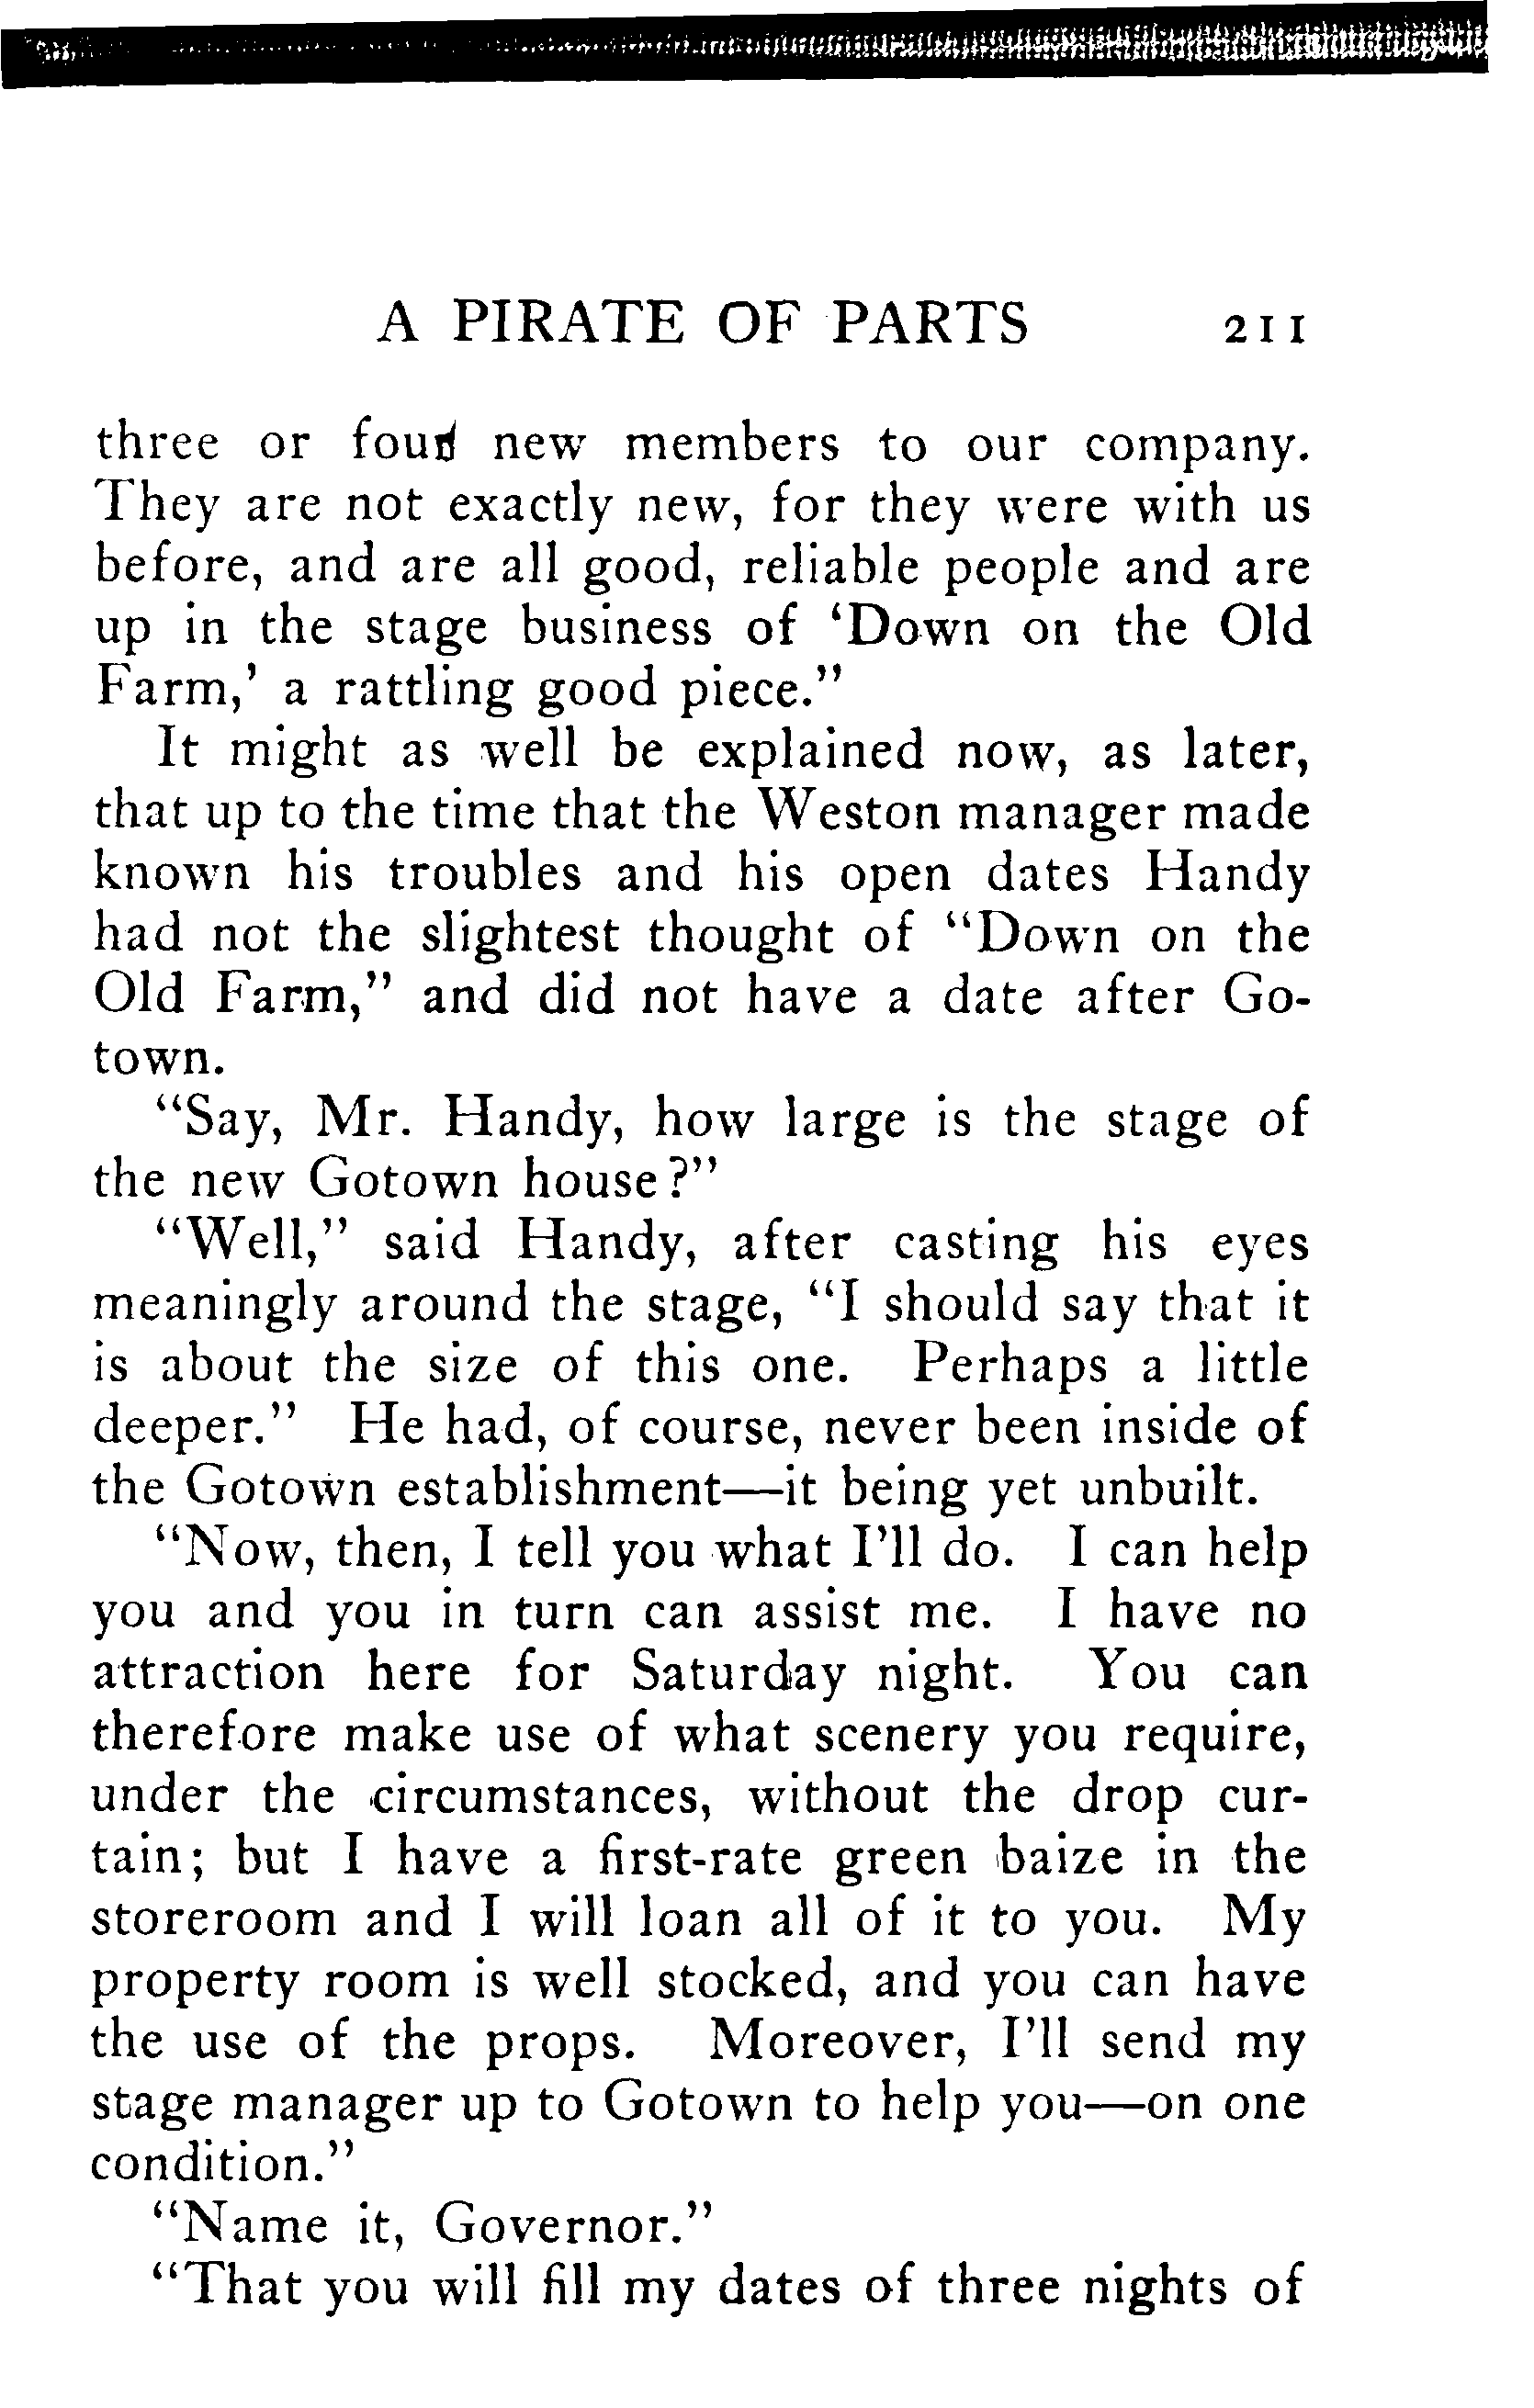 A PIRATE OF PARTS 211
three or four new members to our company.
They are not exactly new, for they were with us
before, and are all good, reliable people and are
up in the stage business of ‘Down on the Old
Farm,’ a rattling good piece.”
It might as well be explained now, as later,
that up to the time that the Weston manager made
known his troubles and his open dates Handy
had not the slightest thought of “Down on the
Old Farm,” and did not have a date after Go-
town.
“Say, Mr. Handy, how large is the stage of
the new Gotown house?”
“Well,” said Handy, after casting his eyes
meaningly around the stage, “I should say that it
is about the size of this one. Perhaps a little
deeper.” He had, of course, never been inside of
the Gotown establishment—it being yet unbuilt.
“Now, then, I tell you what I’ll do. I can help
you and you in turn can assist me. I have no
attraction here for Saturday night. You can
therefore make use of what scenery you require,
under the circumstances, without the drop cur-
tain; but I have a first-rate green baize in the
storeroom and I will loan all of it to you. My
property room is well stocked, and you can have
the use of the props. Moreover, I’ll send my
stage manager up to Gotown to help you—on one
condition.”
“Name it, Governor.”
“That you will fill my dates of three nights of